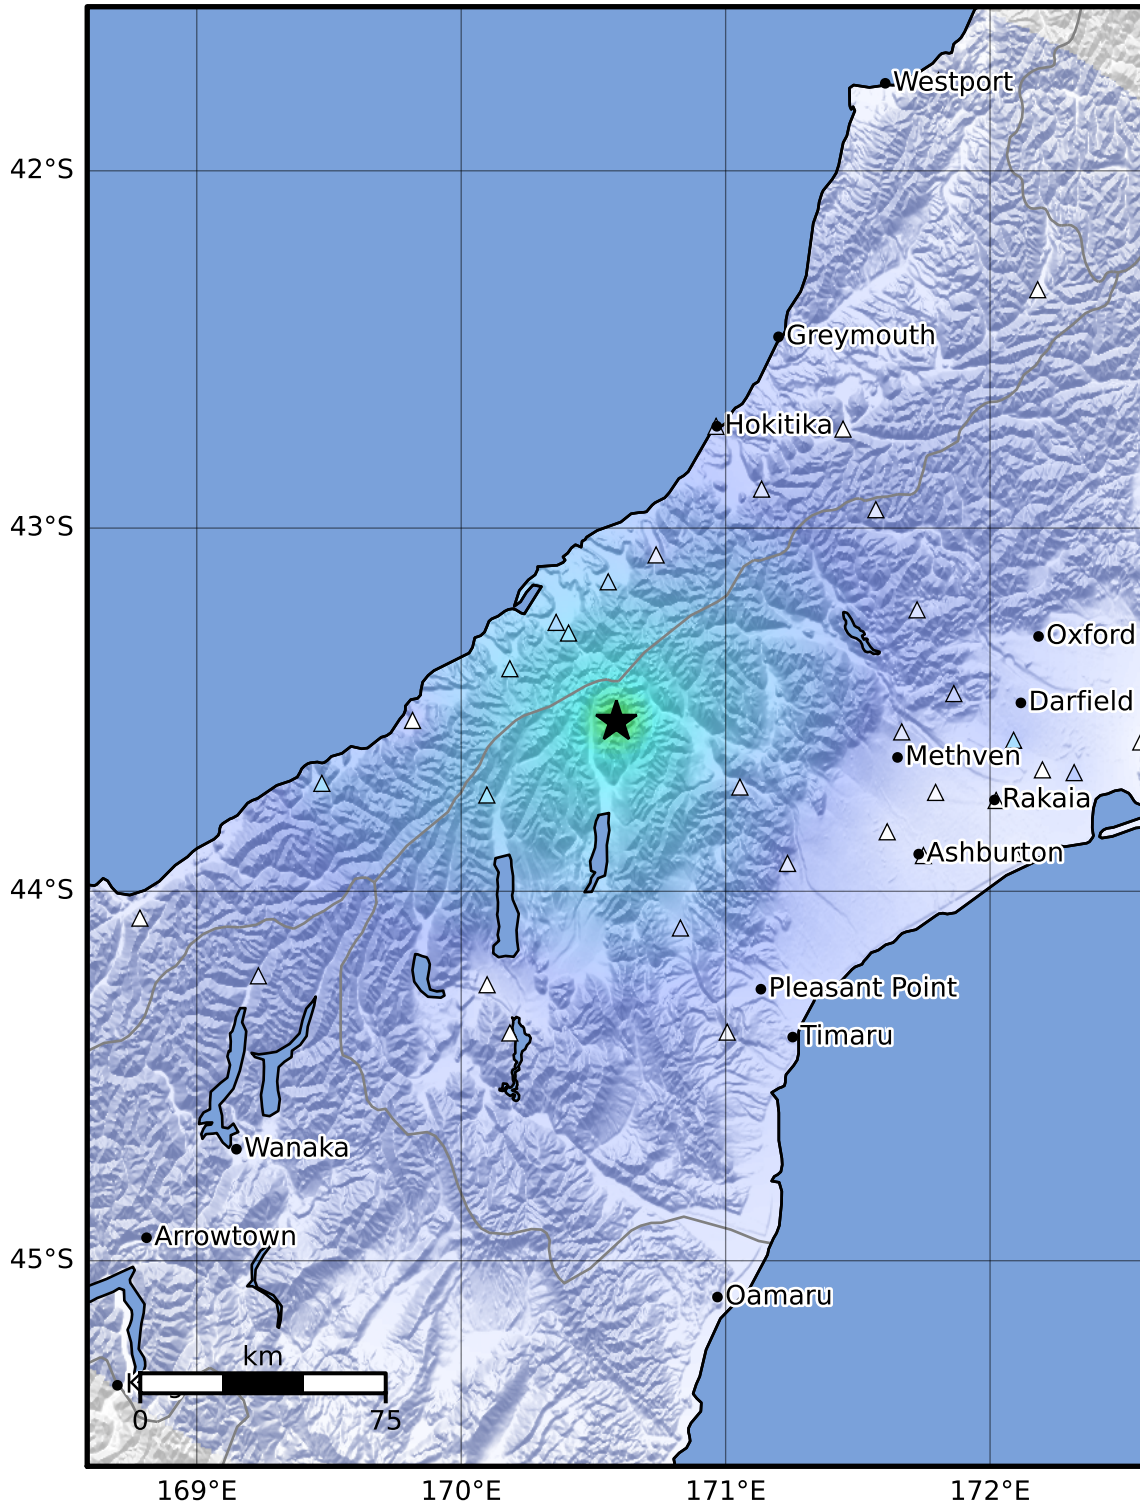 Westport
42°S
Greymouth
Hokitika
43°S
Oxford
Darfield
Methven
Rakaia
Ashburton
44°S
Pleasant Point
Timaru
Wanaka
Arrowtown
45°S
Oamaru
km
0
75
169°E
170°E
171°E
172°E